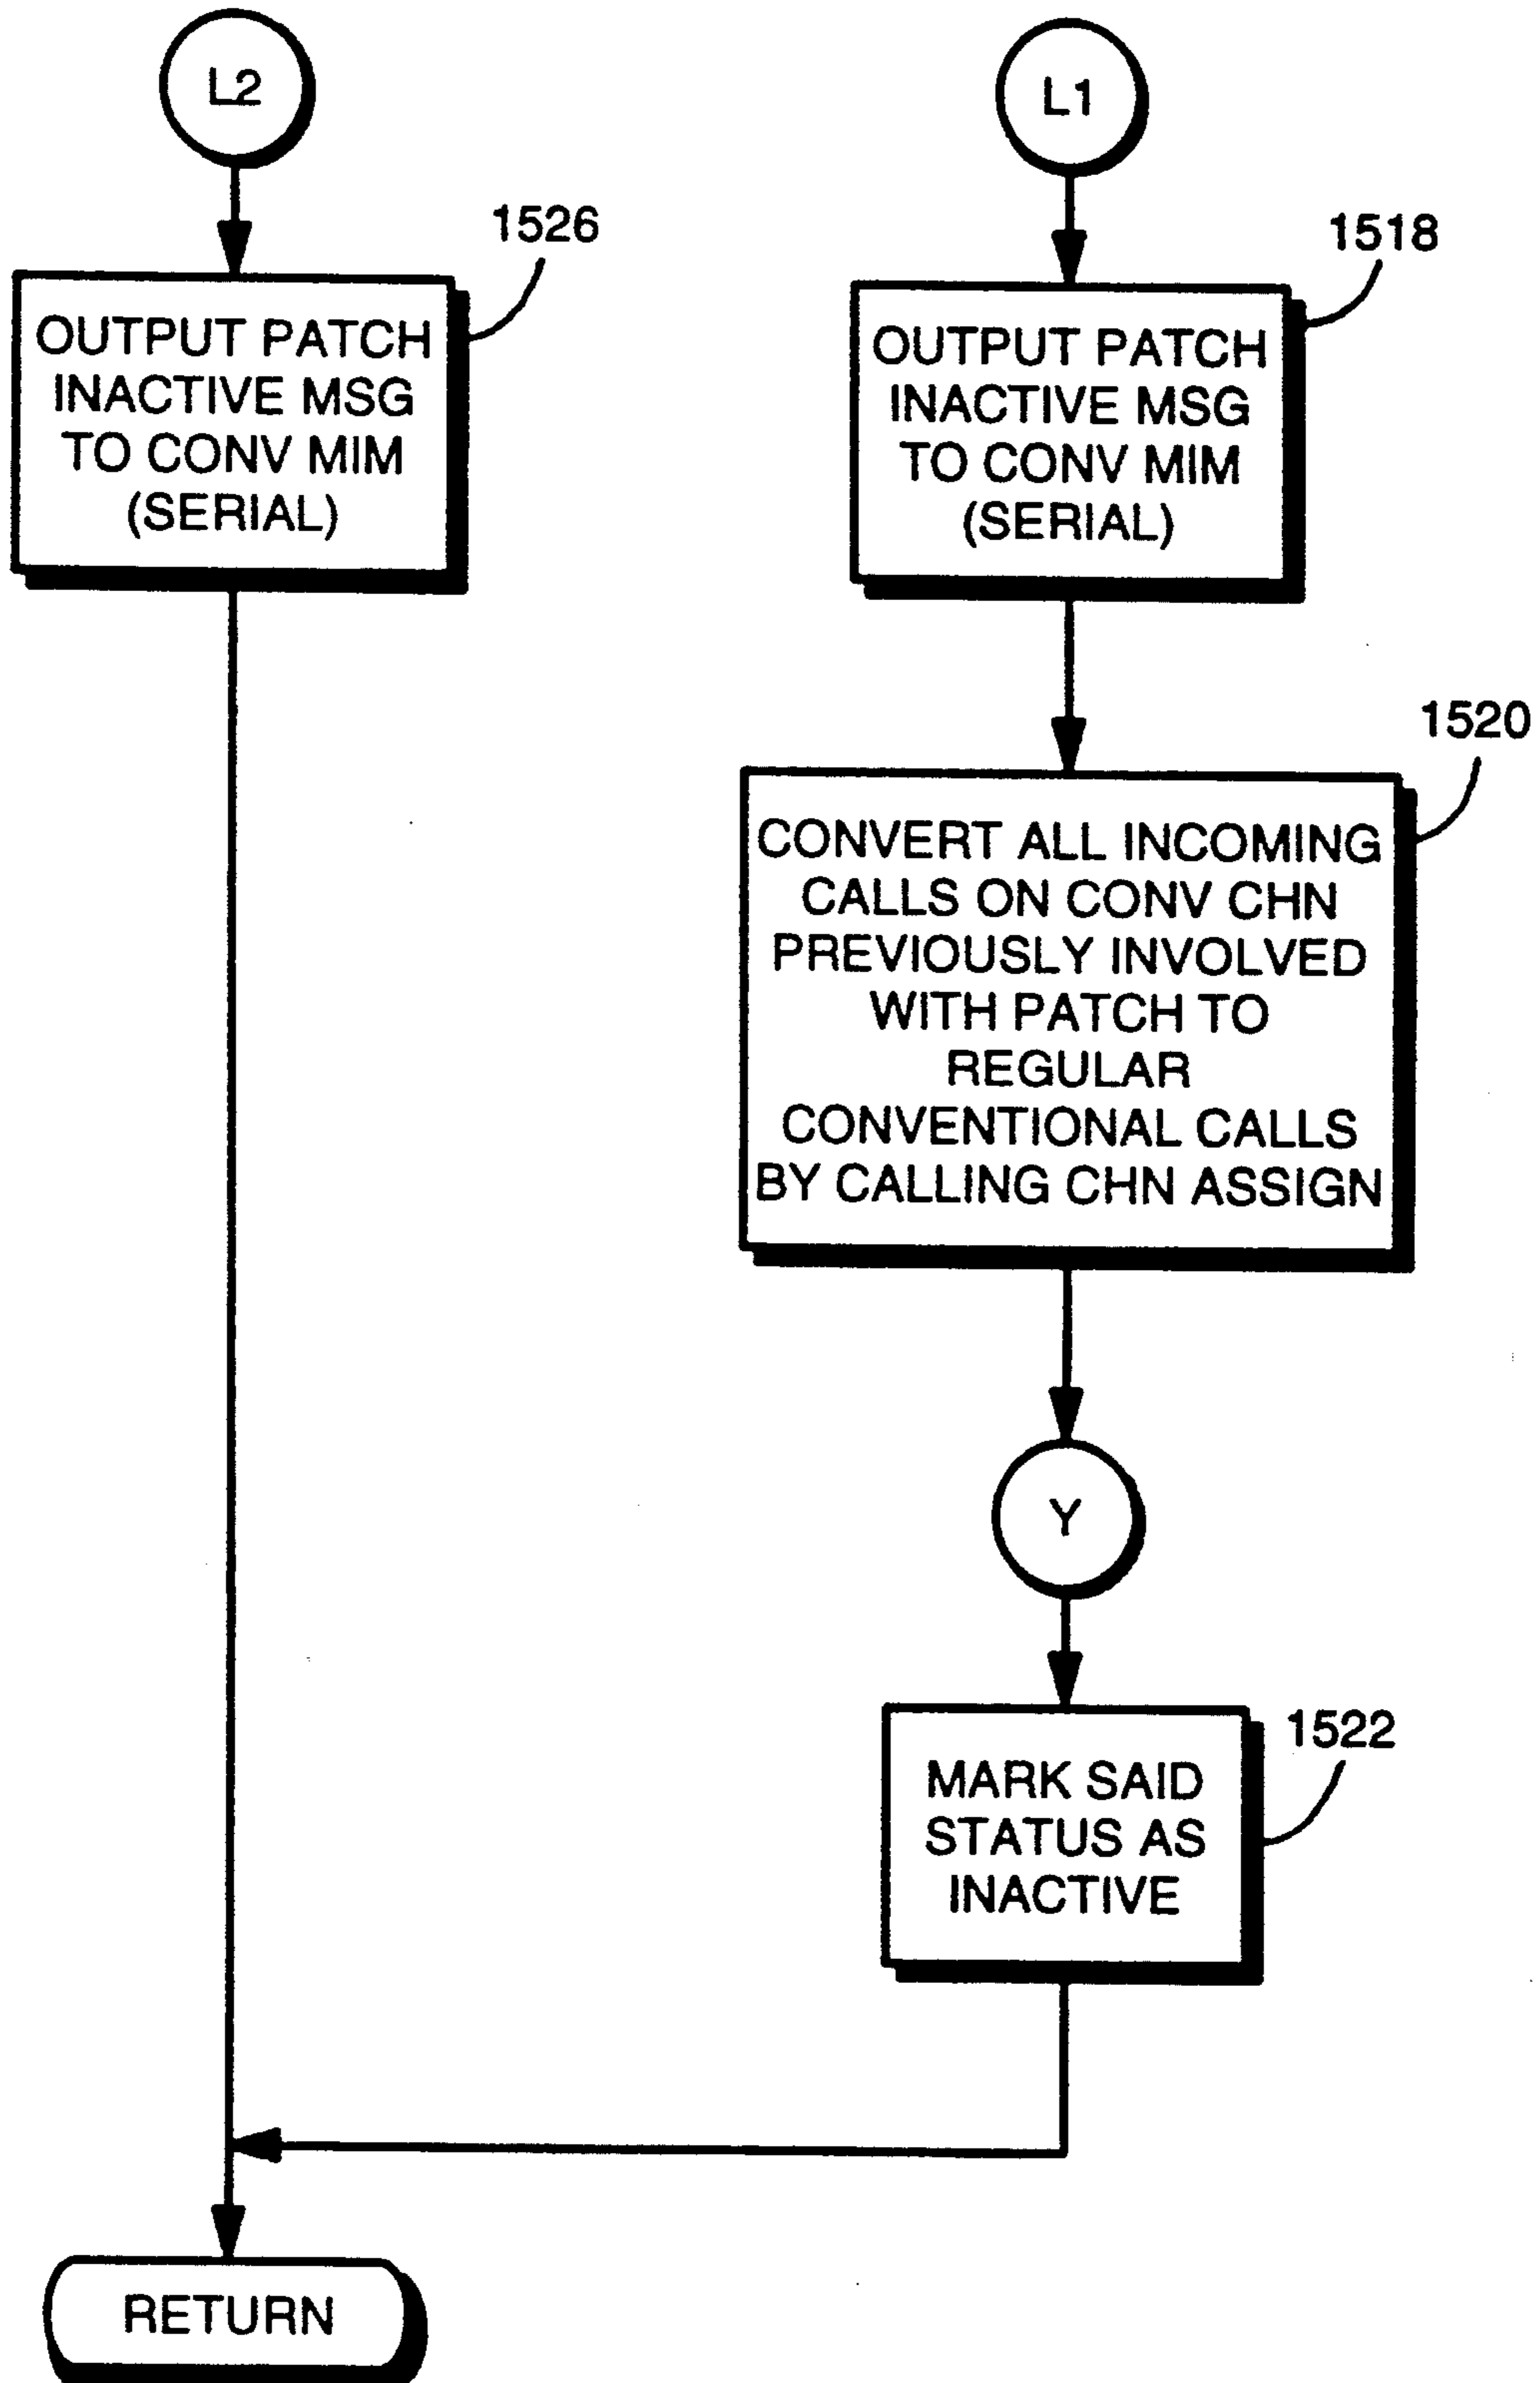 L2
1526
OUTPUT PATCH
INACTIVE MSG
TO CONV MIM
(SERIAL)
L1
1518
OUTPUT PATCH
INACTIVE MSG
TO CONV MIM
(SERIAL)
1520
CONVERT ALL INCOMING
CALLS ON CONV CHN
PREVIOUSLY INVOLVED
WITH PATCH TO
REGULAR
CONVENTIONAL CALLS
BY CALLING CHN ASSIGN
Y
1522
MARK SAID
STATUS AS
INACTIVE
RETURN